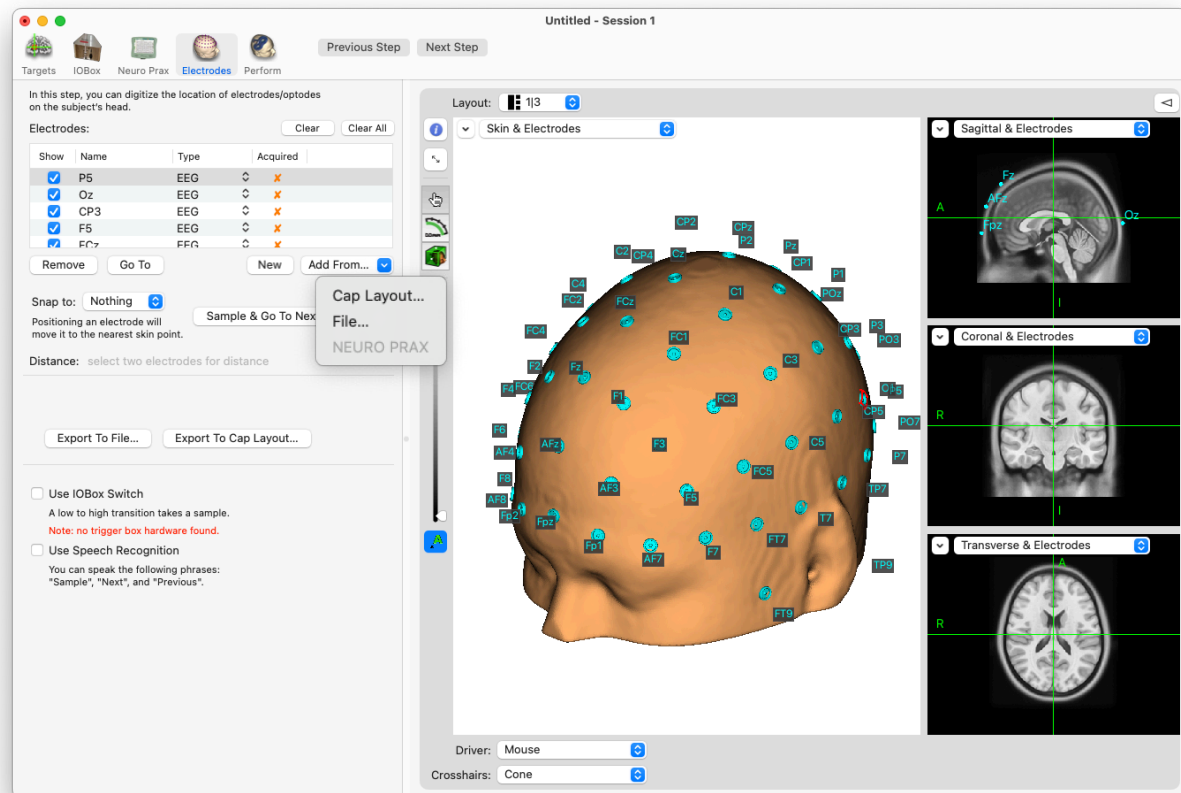 Untitled - Session 1
Targets
IOBox
Neuro Prax
Electrodes
Perform
Previous Step
Next Step
In this step, you can digitize the location of electrodes/optodes
on the subject's head.
Electrodes:
Clear
Clear All
Show Name Type Acquired
P5 EEG
Oz EEG
CP3 EEG
F5 EEG
FCz EEG
Remove
Go To
New
Add From...
Cap Layout...
File...
NEURO PRAX
Snap to: Nothing
Positioning an electrode will
move it to the nearest skin point.
Sample & Go To Nex
Distance: select two electrodes for distance
Export To File...
Export To Cap Layout...
Use IOBox Switch
A low to high transition takes a sample.
Note: no trigger box hardware found.
Use Speech Recognition
You can speak the following phrases:
"Sample", "Next", and "Previous".
Layout: 1|3
Skin & Electrodes
CP2
CPz
P2
C2
CP4
Cz
Pz
CP1
C4
P1
FC2
FCz
C1
POz
FC4
FC1
CP3
P3
PO3
F2
Fz
C3
F4
FC6
F1
FC3
CP5
F6
PO7
AFz
F3
C5
AF4
P7
F8
FC5
AF3
F5
TP7
AF8
Fp2
Fpz
T7
Fp1
FT7
AF7
F7
TP9
FT9
A
Sagittal & Electrodes
Fz
AFz
A
Oz
Fpz
I
Coronal & Electrodes
R
I
Transverse & Electrodes
A
R
Driver: Mouse
Crosshairs: Cone